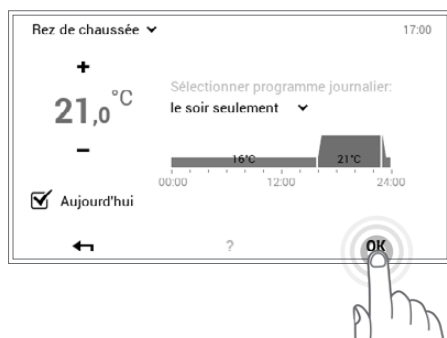 Rez de chaussée 17:00
+
21,0°C
–
Sélectionner programme journalier:
le soir seulement
16°C 21°C
00:00 12:00 24:00
Aujourd'hui
? OK